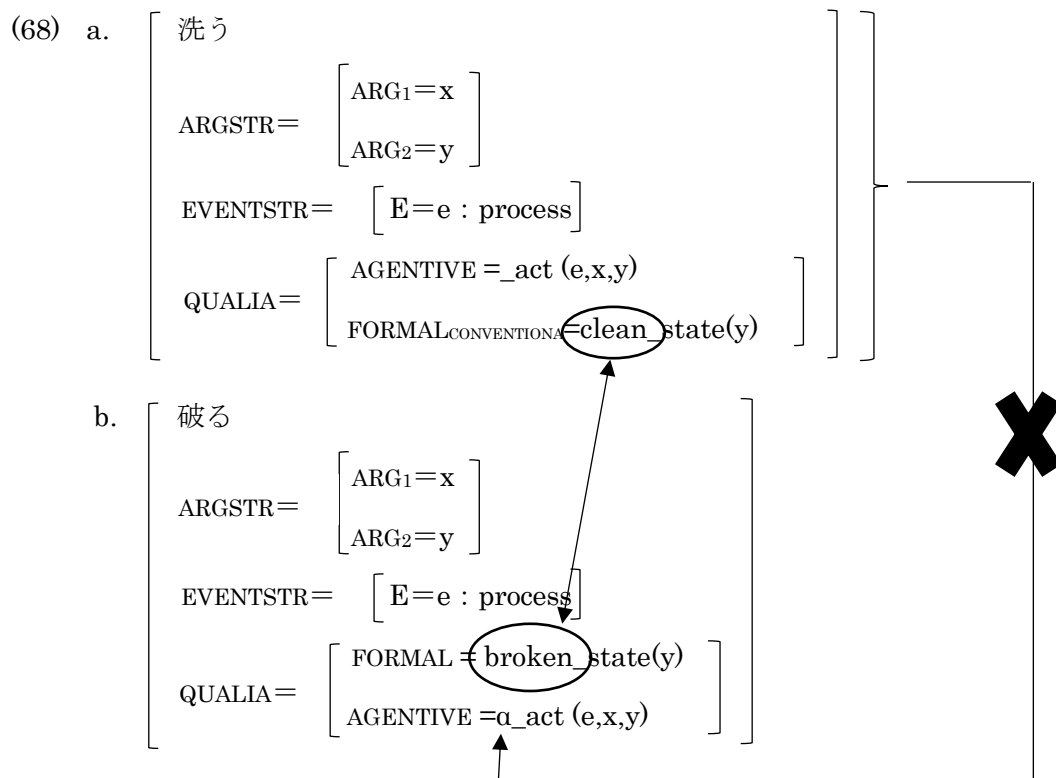 (68) a. 洗う
ARG1=x
ARGSTR=
ARG2=y
EVENTSTR= E=e : process
AGENTIVE =_act (e,x,y)
QUALIA=
FORMALCONVENTIONA=clean_state(y)
b. 破る
ARG1=x
ARGSTR=
ARG2=y
EVENTSTR= E=e : process
FORMAL = broken_state(y)
QUALIA=
AGENTIVE =α_act (e,x,y)